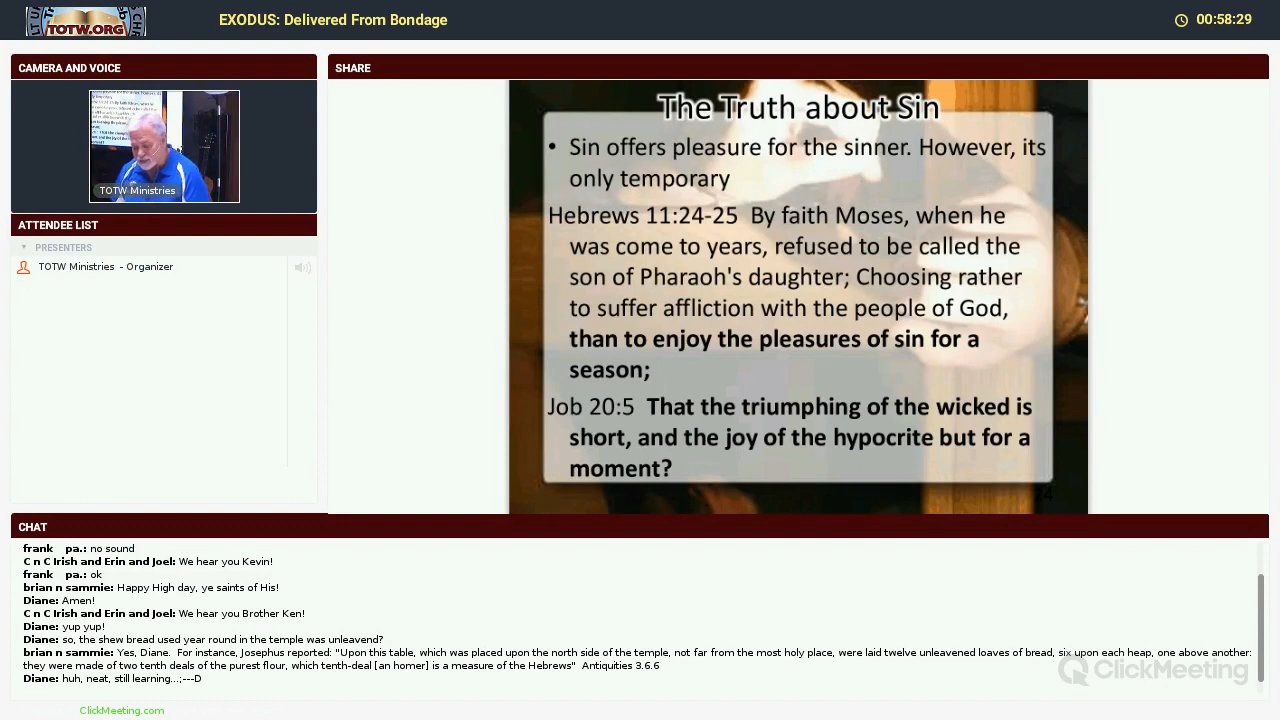 TOTW.ORG
EXODUS: Delivered From Bondage
00:58:29
CAMERA AND VOICE
TOTW Ministries
ATTENDEE LIST
PRESENTERS
TOTW Ministries - Organizer
SHARE
The Truth about Sin
• Sin offers pleasure for the sinner. However, its
only temporary
Hebrews 11:24-25 By faith Moses, when he
was come to years, refused to be called the
son of Pharaoh's daughter; Choosing rather
to suffer affliction with the people of God,
than to enjoy the pleasures of sin for a
season;
Job 20:5 That the triumphing of the wicked is
short, and the joy of the hypocrite but for a
moment?
24
CHAT
frank pa.: no sound
C n C Irish and Erin and Joel: We hear you Kevin!
frank pa.: ok
brian n sammie: Happy High day, ye saints of His!
Diane: Amen!
C n C Irish and Erin and Joel: We hear you Brother Ken!
Diane: yup yup!
Diane: so, the shew bread used year round in the temple was unleavend?
brian n sammie: Yes, Diane. For instance, Josephus reported: "Upon this table, which was placed upon the north side of the temple, not far from the most holy place, were laid twelve unleavened loaves of bread, six upon each heap, one above another:
they were made of two tenth deals of the purest flour, which tenth-deal [an homer] is a measure of the Hebrews" Antiquities 3.6.6
Diane: huh, neat, still learning...;---D
ClickMeeting
ClickMeeting.com